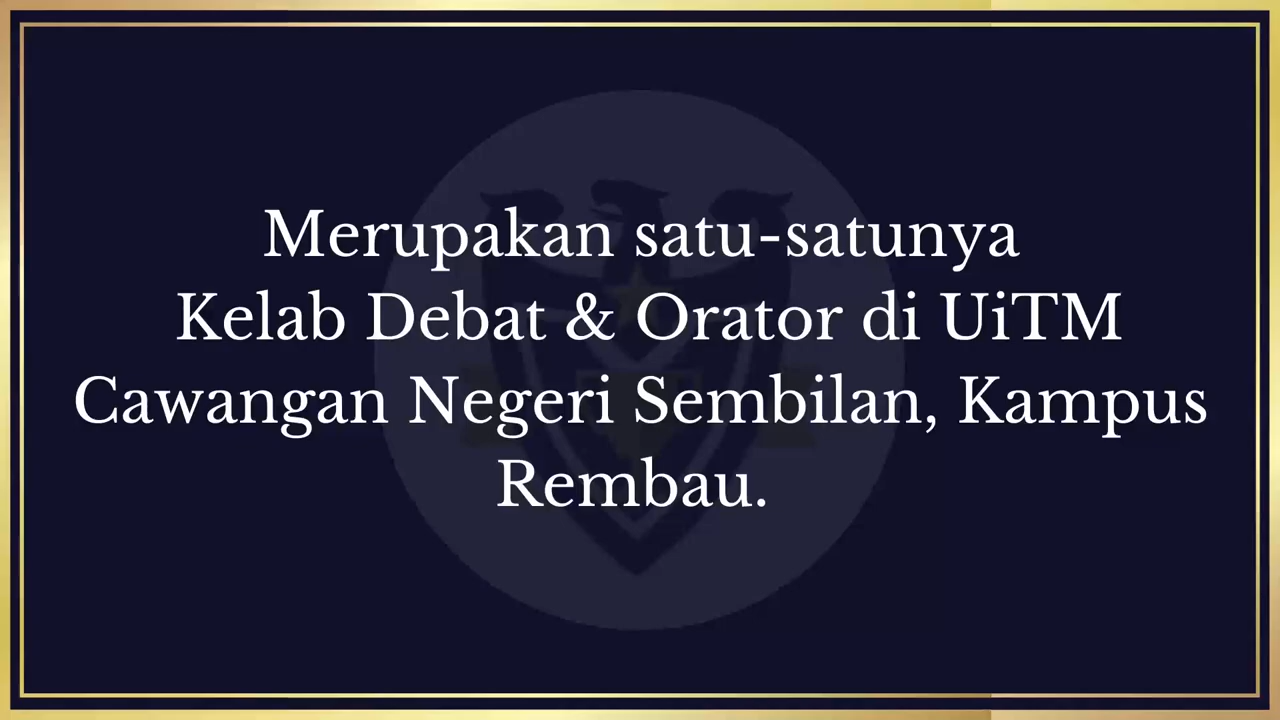 Merupakan satu-satunya
Kelab Debat & Orator di UiTM
Cawangan Negeri Sembilan, Kampus
Rembau.